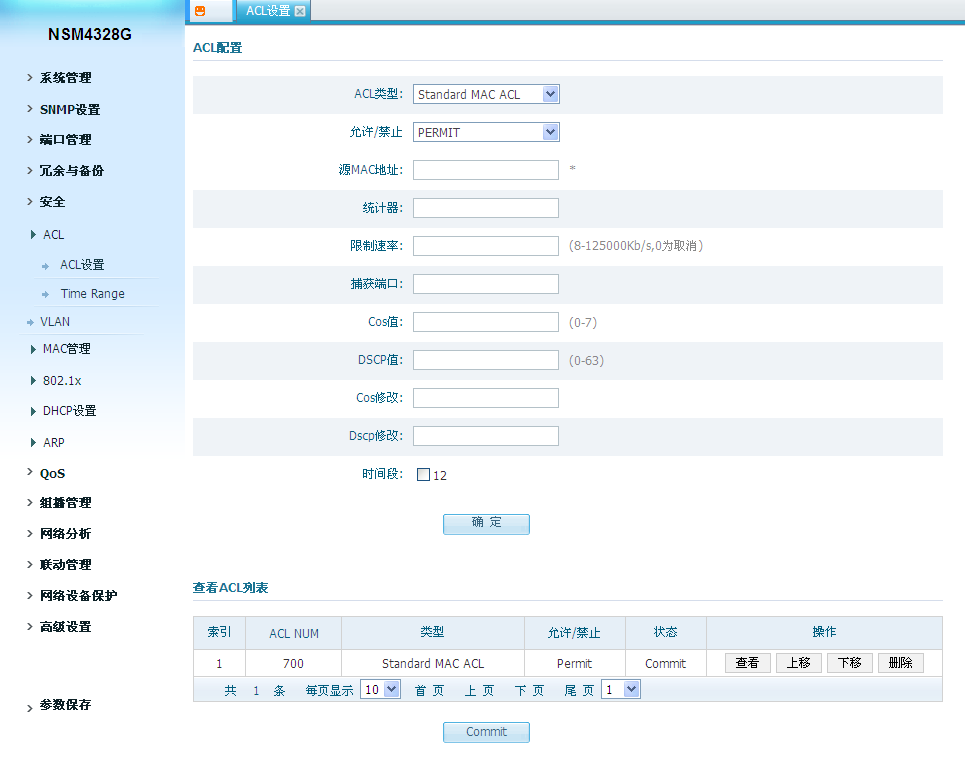 NSM4328G
系统管理
SNMP设置
端口管理
冗余与备份
安全
ACL
ACL设置
Time Range
VLAN
MAC管理
802.1x
DHCP设置
ARP
QoS
组播管理
网络分析
联动管理
网络设备保护
高级设置
参数保存
ACL设置
ACL配置
ACL类型: Standard MAC ACL
允许/禁止 PERMIT
源MAC地址: *
统计器:
限制速率: (8-125000Kb/s,0为取消)
捕获端口:
Cos值: (0-7)
DSCP值: (0-63)
Cos修改:
Dscp修改:
时间段: 12
确 定
查看ACL列表
索引 ACL NUM 类型 允许/禁止 状态 操作
1 700 Standard MAC ACL Permit Commit 查看 上移 下移 删除
共 1 条 每页显示 10 首 页 上 页 下 页 尾 页 1
Commit